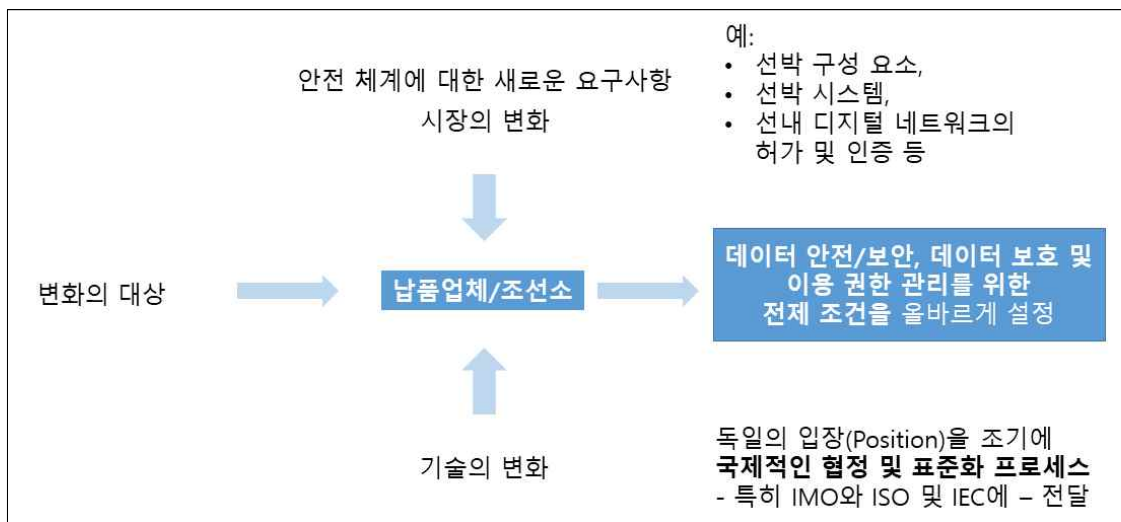 안전 체계에 대한 새로운 요구사항
시장의 변화
예:
• 선박 구성 요소,
• 선박 시스템,
• 선내 디지털 네트워크의
허가 및 인증 등
변화의 대상
납품업체/조선소
데이터 안전/보안, 데이터 보호 및
이용 권한 관리를 위한
전제 조건을 올바르게 설정
기술의 변화
독일의 입장(Position)을 조기에
국제적인 협정 및 표준화 프로세스
- 특히 IMO와 ISO 및 IEC에 – 전달